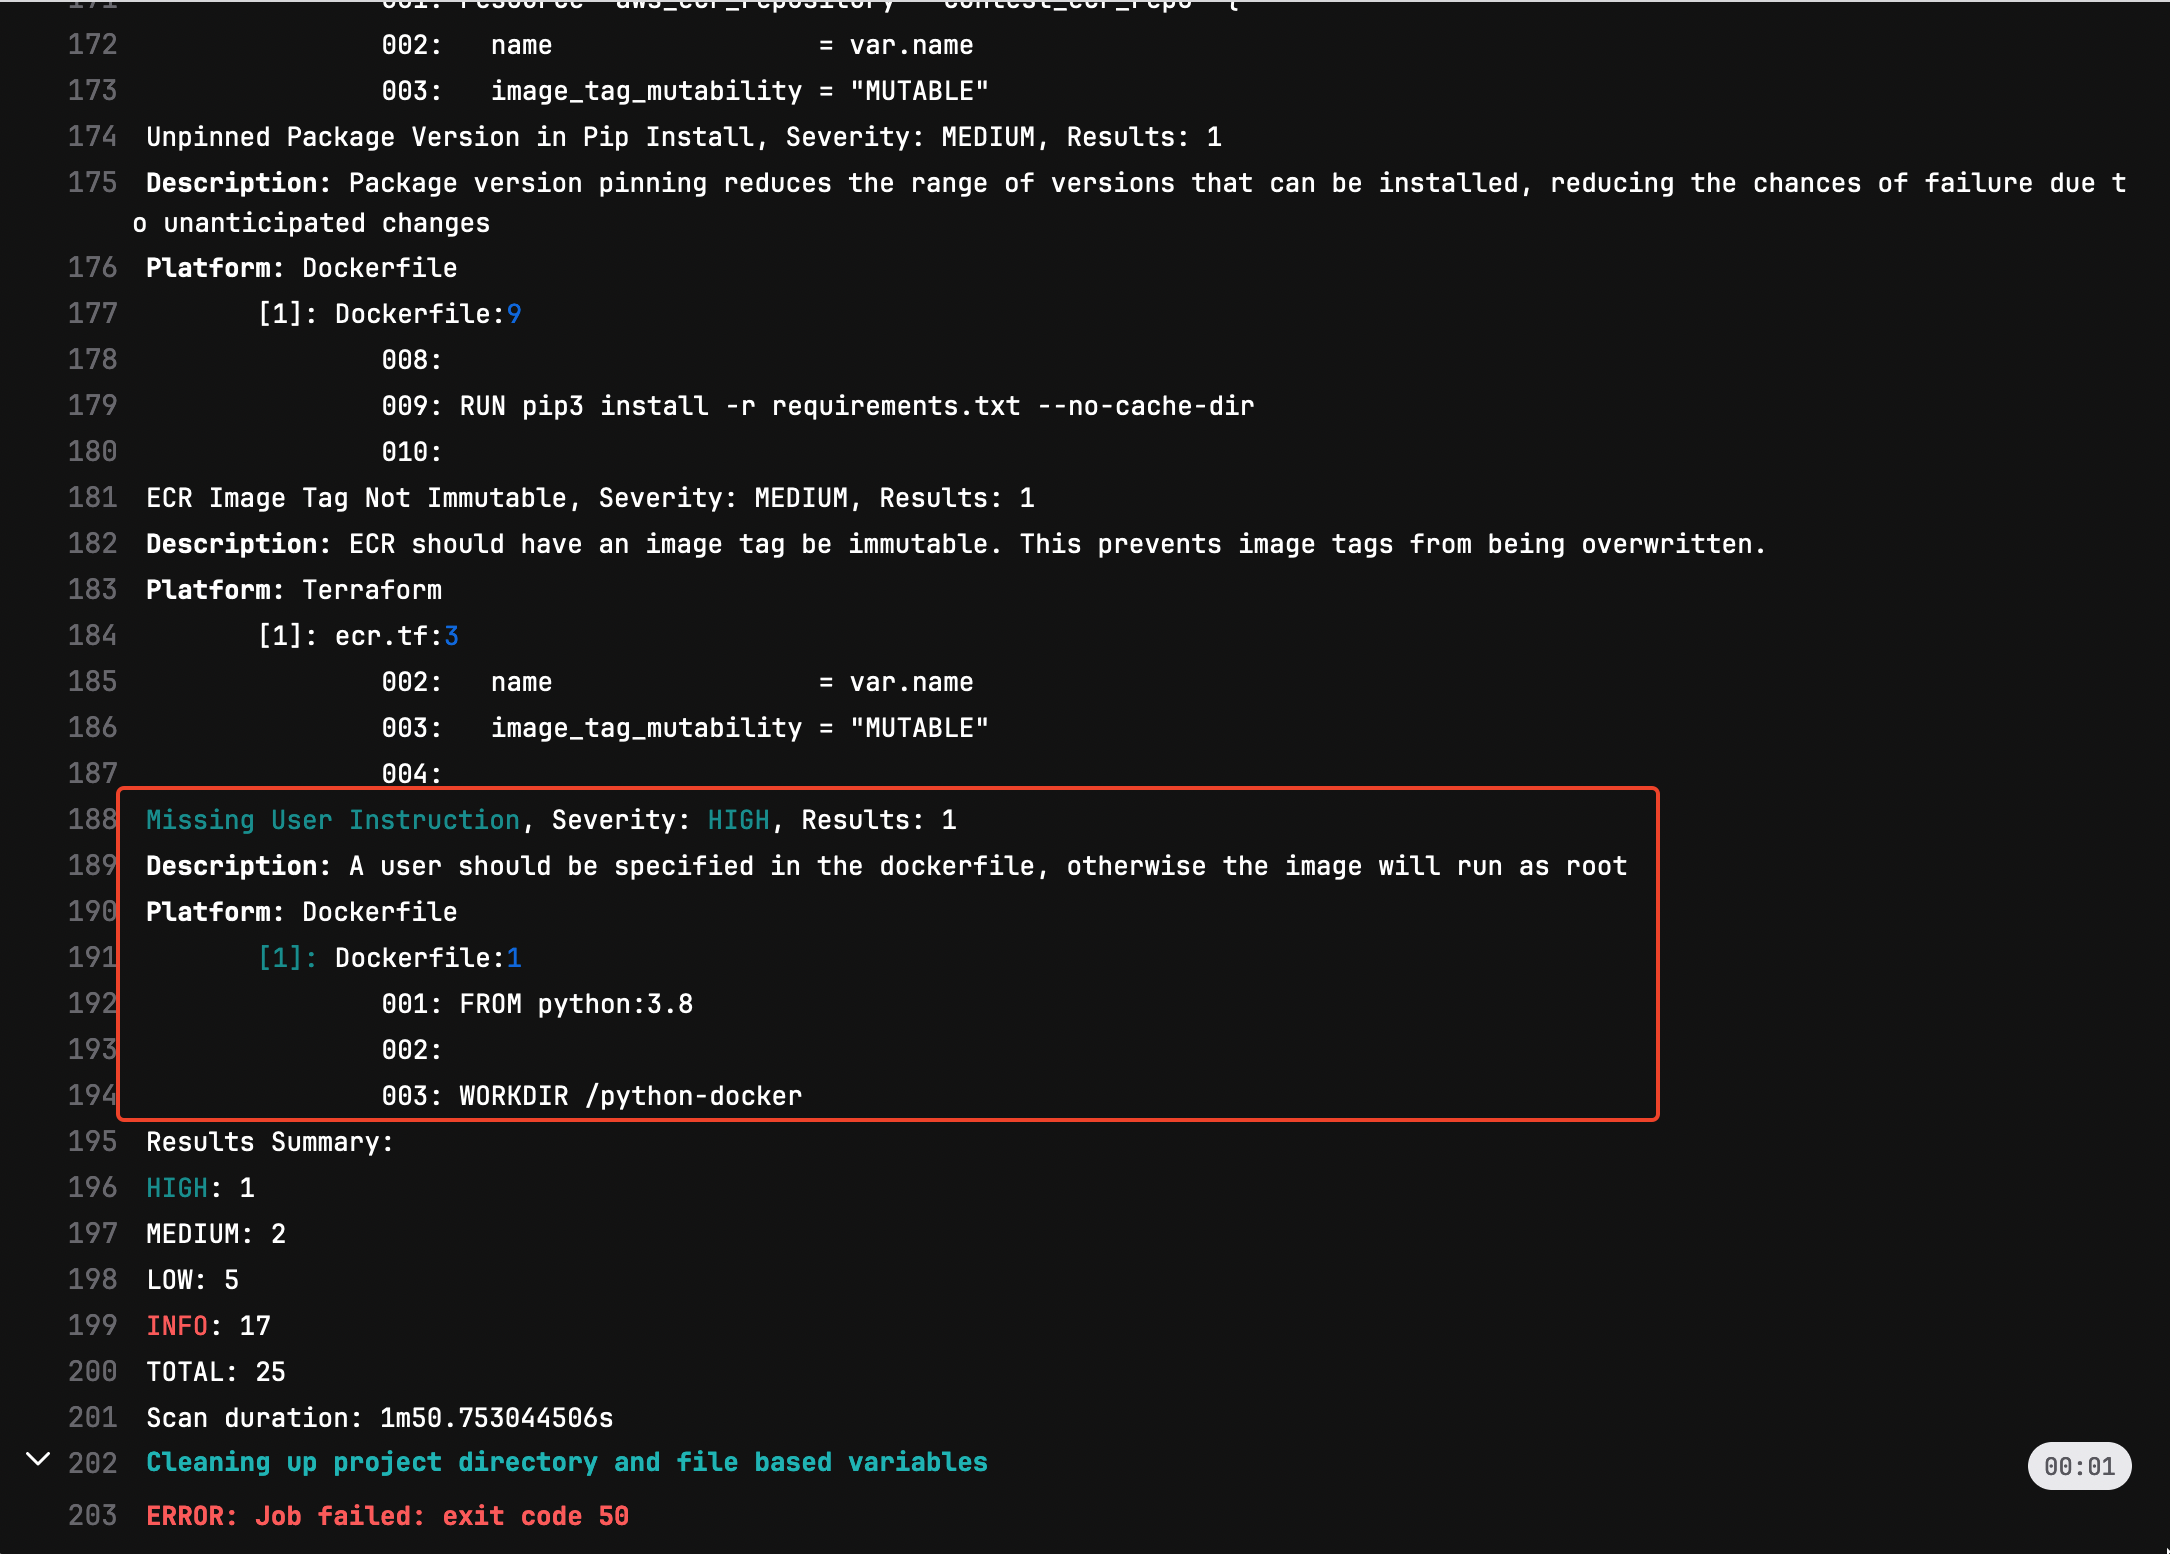 172 002: name = var.name
173 003: image_tag_mutability = "MUTABLE"
174 Unpinned Package Version in Pip Install, Severity: MEDIUM, Results: 1
175 Description: Package version pinning reduces the range of versions that can be installed, reducing the chances of failure due t
o unanticipated changes
176 Platform: Dockerfile
177 [1]: Dockerfile:9
178 008:
179 009: RUN pip3 install -r requirements.txt --no-cache-dir
180 010:
181 ECR Image Tag Not Immutable, Severity: MEDIUM, Results: 1
182 Description: ECR should have an image tag be immutable. This prevents image tags from being overwritten.
183 Platform: Terraform
184 [1]: ecr.tf:3
185 002: name = var.name
186 003: image_tag_mutability = "MUTABLE"
187 004:
188 Missing User Instruction, Severity: HIGH, Results: 1
189 Description: A user should be specified in the dockerfile, otherwise the image will run as root
190 Platform: Dockerfile
191 [1]: Dockerfile:1
192 001: FROM python:3.8
193 002:
194 003: WORKDIR /python-docker
195 Results Summary:
196 HIGH: 1
197 MEDIUM: 2
198 LOW: 5
199 INFO: 17
200 TOTAL: 25
201 Scan duration: 1m50.753044506s
202 Cleaning up project directory and file based variables 00:01
203 ERROR: Job failed: exit code 50